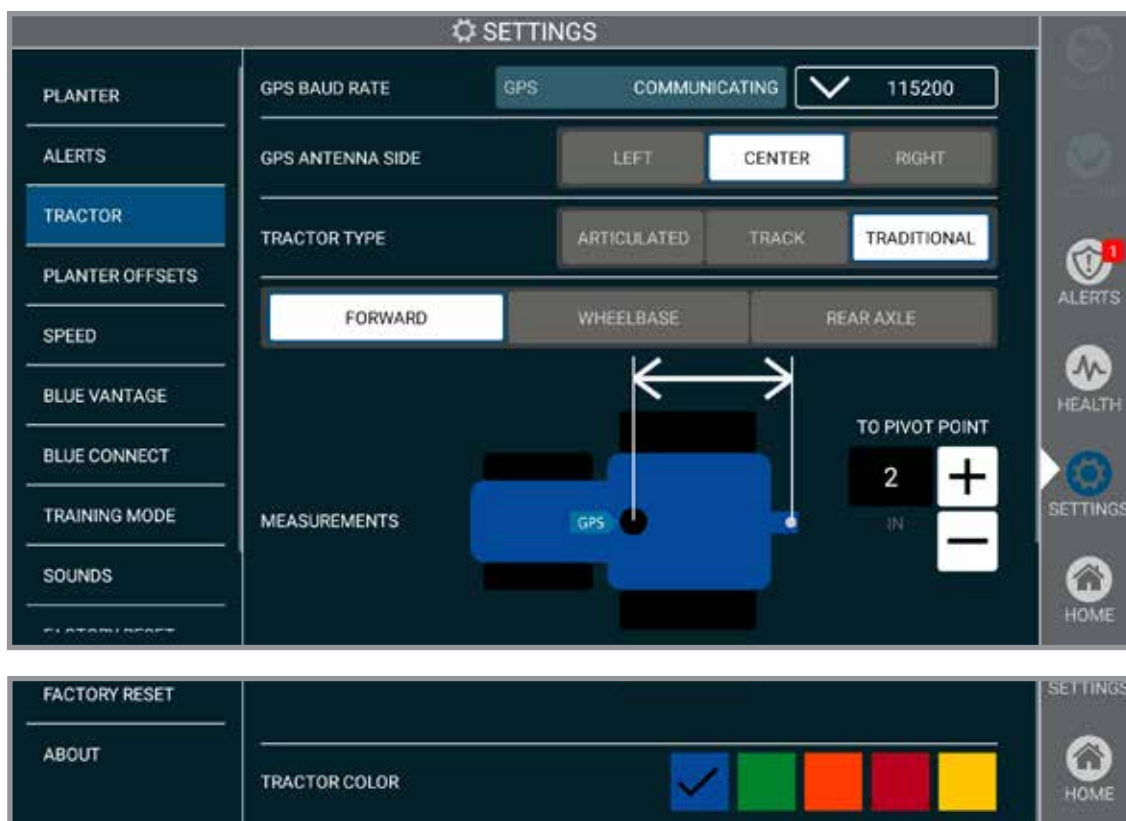 SETTINGS
PLANTER
ALERTS
TRACTOR
PLANTER OFFSETS
SPEED
BLUE VANTAGE
BLUE CONNECT
TRAINING MODE
SOUNDS
FACTORY RESET
GPS BAUD RATE
GPS COMMUNICATING
115200
GPS ANTENNA SIDE
LEFT CENTER RIGHT
TRACTOR TYPE
ARTICULATED TRACK TRADITIONAL
FORWARD WHEELBASE REAR AXLE
MEASUREMENTS
GPS
TO PIVOT POINT
2
IN
1
ALERTS
HEALTH
SETTINGS
HOME
FACTORY RESET
ABOUT
TRACTOR COLOR
SETTINGS
HOME